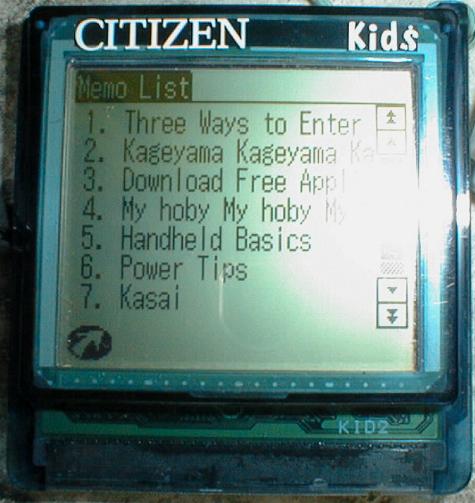 CITIZEN Kids
Memo List
1. Three Ways to Enter
2. Kageyama Kageyama Ka
3. Download Free Appl
4. My hoby My hoby My
5. Handheld Basics
6. Power Tips
7. Kasai
KID2